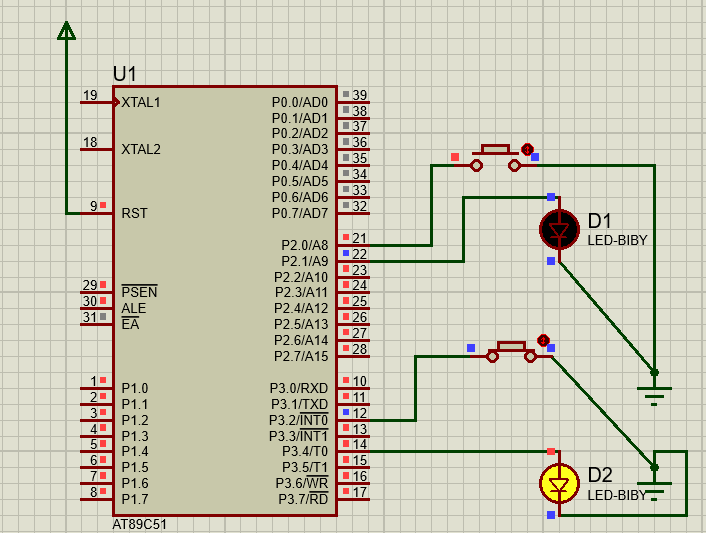 U1
19 XTAL1
18 XTAL2
9 RST
29 PSEN
30 ALE
31 EA
1 P1.0
2 P1.1
3 P1.2
4 P1.3
5 P1.4
6 P1.5
7 P1.6
8 P1.7
P0.0/AD0 39
P0.1/AD1 38
P0.2/AD2 37
P0.3/AD3 36
P0.4/AD4 35
P0.5/AD5 34
P0.6/AD6 33
P0.7/AD7 32
P2.0/A8 21
P2.1/A9 22
P2.2/A10 23
P2.3/A11 24
P2.4/A12 25
P2.5/A13 26
P2.6/A14 27
P2.7/A15 28
P3.0/RXD 10
P3.1/TXD 11
P3.2/INT0 12
P3.3/INT1 13
P3.4/T0 14
P3.5/T1 15
P3.6/WR 16
P3.7/RD 17
AT89C51
D1
LED-BIBY
D2
LED-BIBY